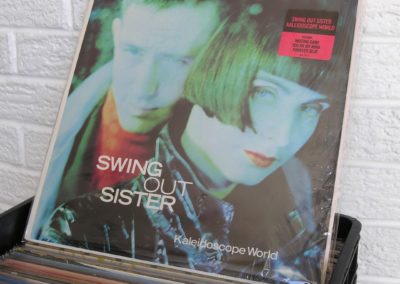 SWING OUT SISTER
KALEIDOSCOPE WORLD
SWING
OUT
SISTER
Kaleidoscope World